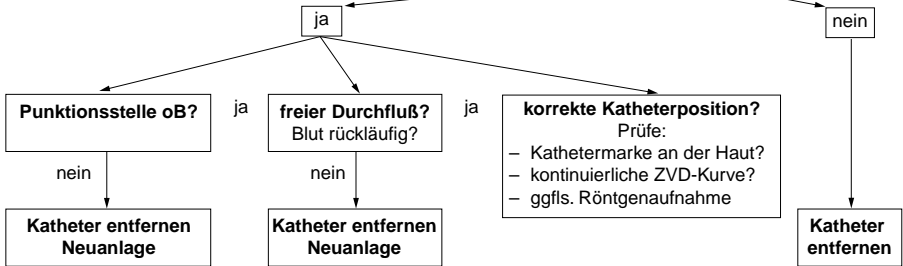 ja
nein
Punktionsstelle oB?
ja
freier Durchfluß?
Blut rückläufig?
ja
korrekte Katheterposition?
Prüfe:
– Kathetermarke an der Haut?
– kontinuierliche ZVD-Kurve?
– ggfls. Röntgenaufnahme
nein
nein
Katheter entfernen
Neuanlage
Katheter entfernen
Neuanlage
Katheter
entfernen